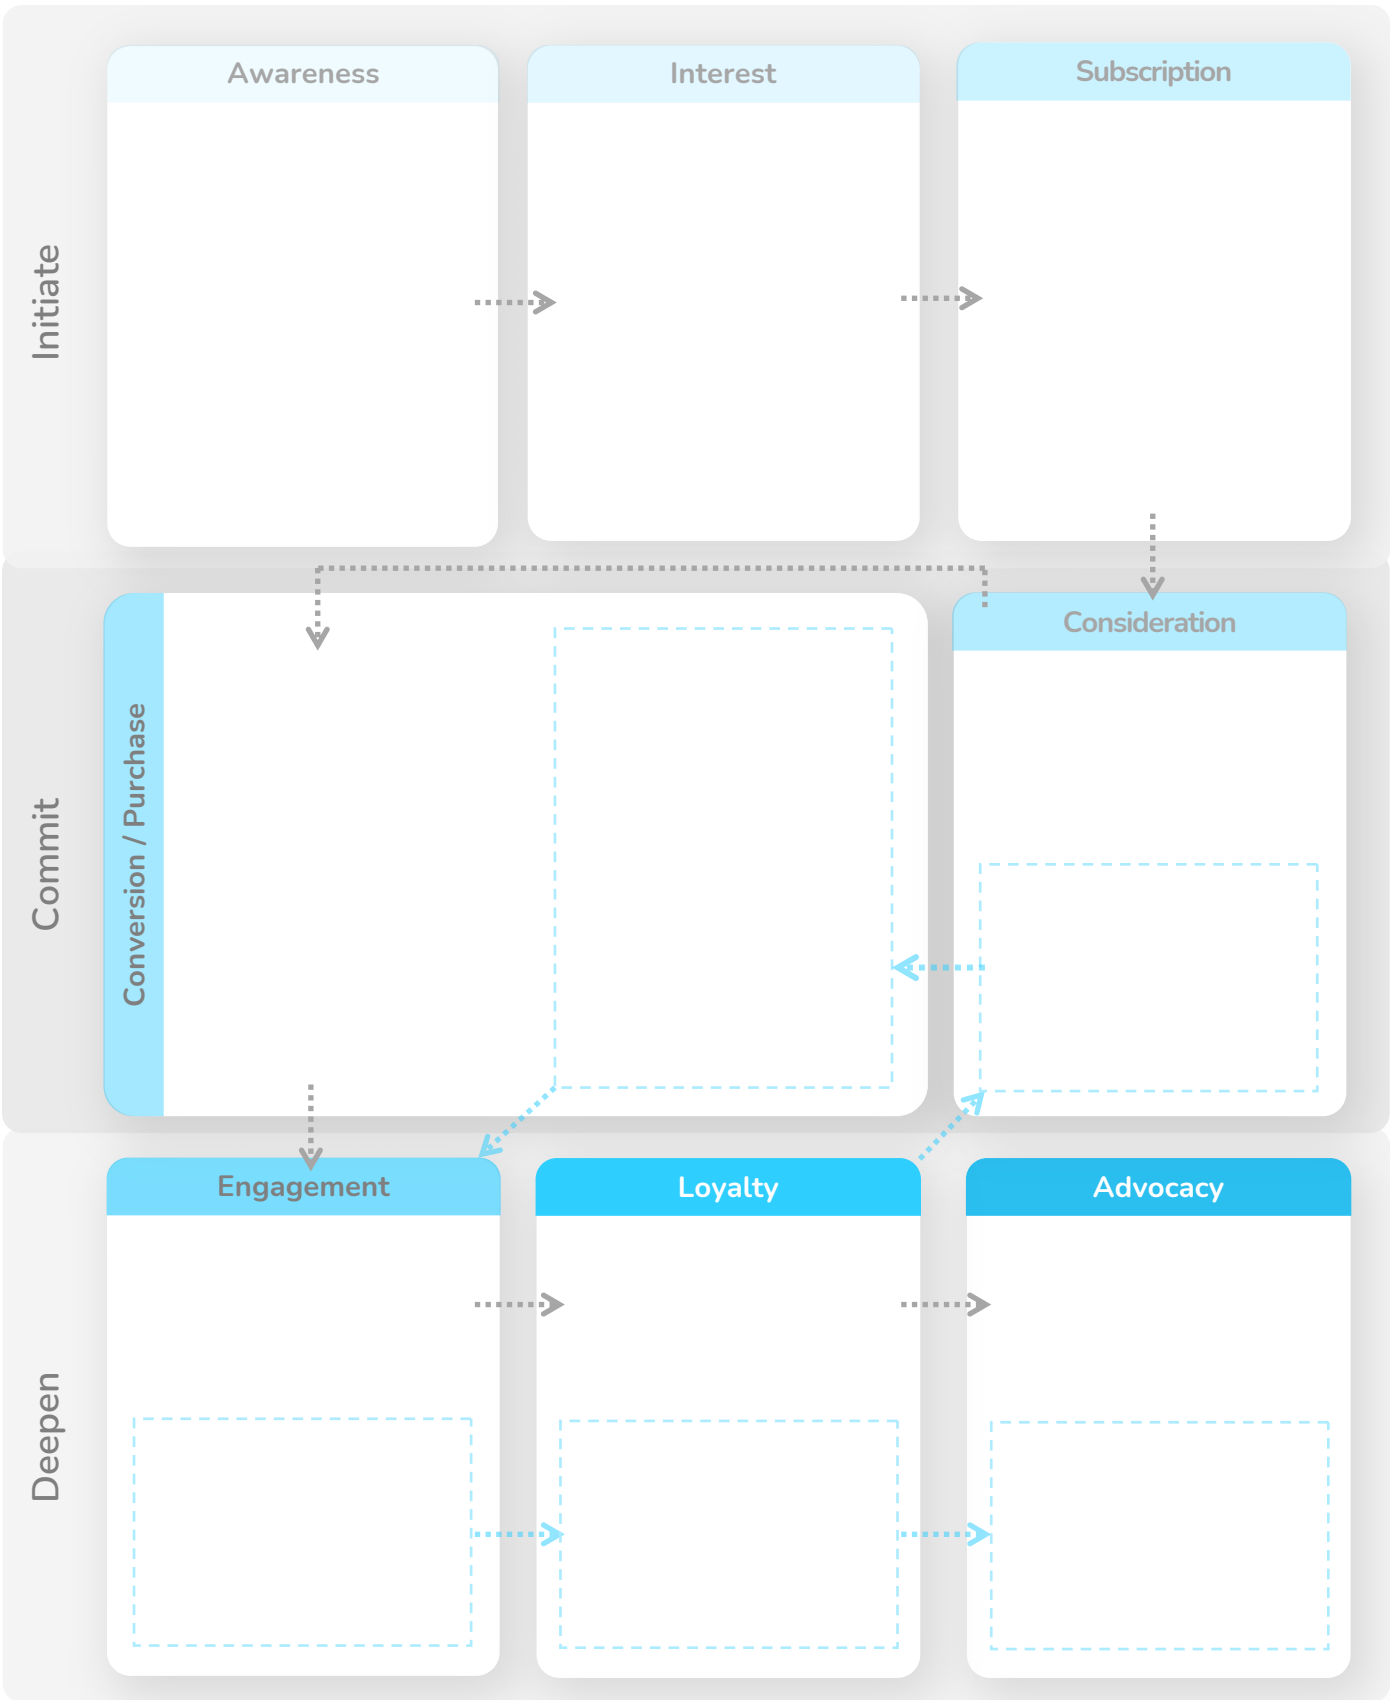 Initiate
Awareness
Interest
Subscription
Commit
Conversion / Purchase
Consideration
Deepen
Engagement
Loyalty
Advocacy